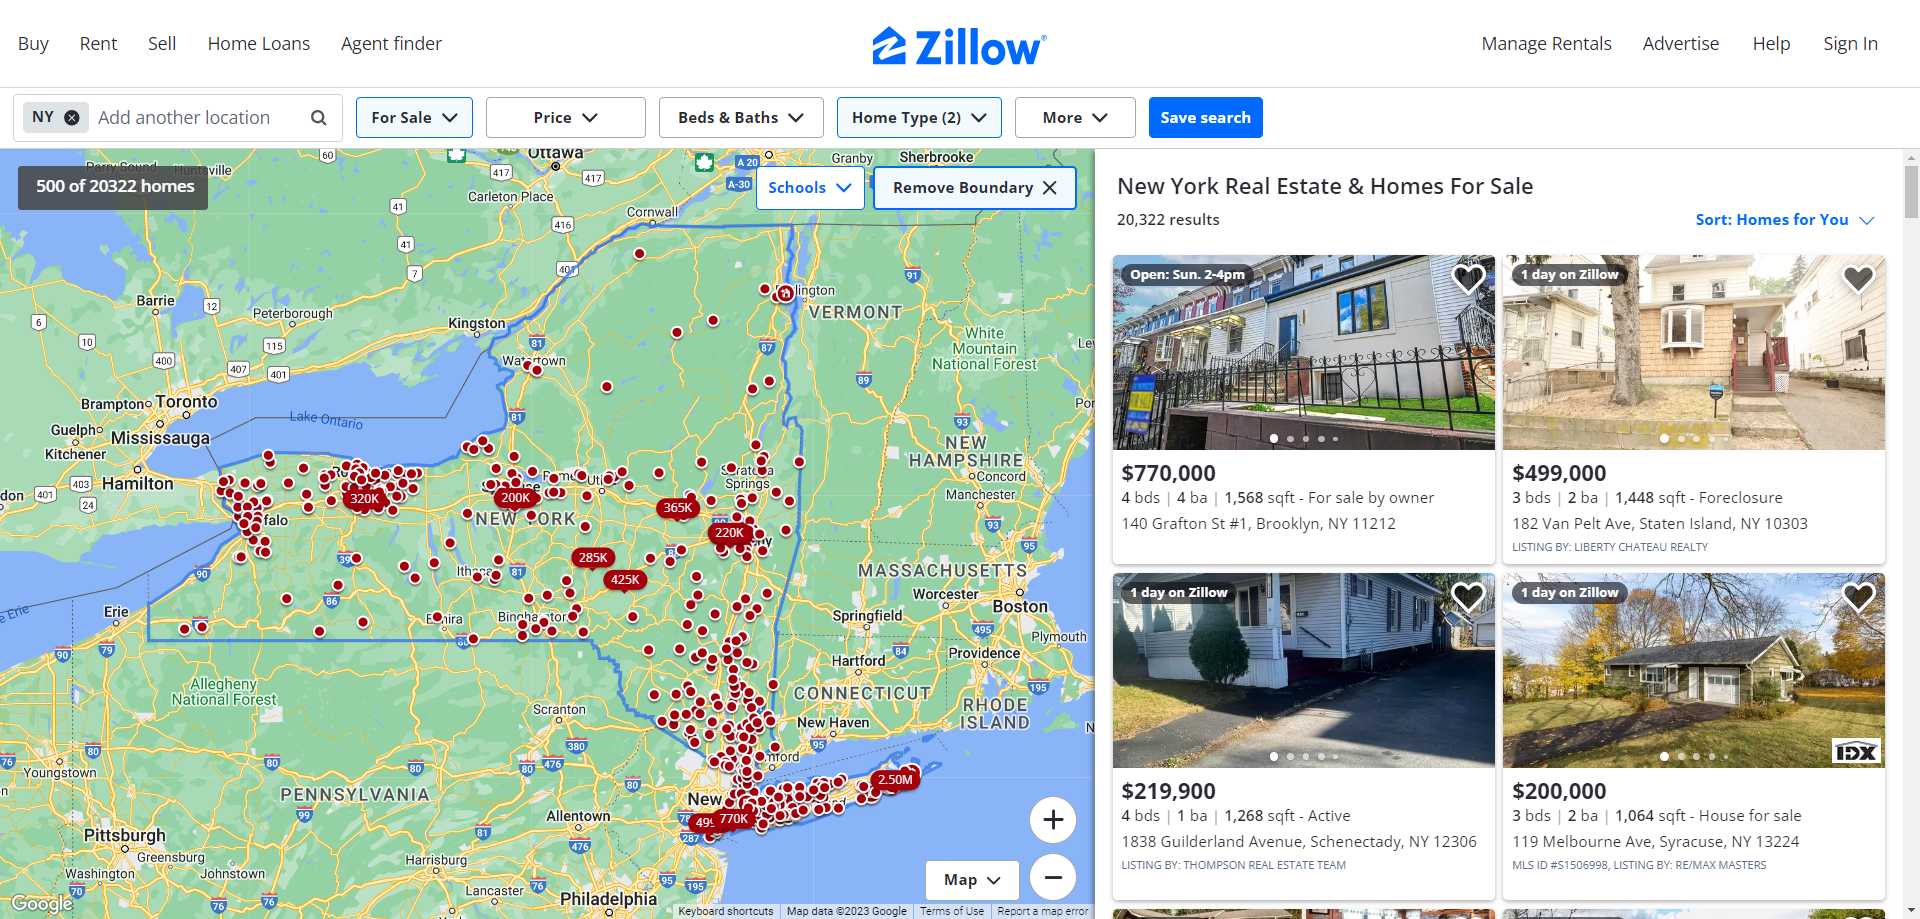 Buy
Rent
Sell
Home Loans
Agent finder
Zillow
Manage Rentals
Advertise
Help
Sign In
NY
Add another location
For Sale
Price
Beds & Baths
Home Type (2)
More
Save search
500 of 20322 homes
Schools
Remove Boundary
Ottawa
Granby
Sherbrooke
Carleton Place
Cornwall
Barrie
Peterborough
Kingston
Watertown
VERMONT
White
Mountain
National Forest
Brampton
Toronto
Lake Ontario
Guelph
Kitchener
Mississauga
Hamilton
NEW
HAMPSHIRE
Concord
Manchester
Springs
NEW YORK
320K
200K
365K
220K
285K
425K
MASSACHUSETTS
Worcester
Boston
Erie
Springfield
Plymouth
Providence
Hartford
Allegheny
National Forest
CONNECTICUT
RHODE
ISLAND
Scranton
New Haven
Youngstown
PENNSYLVANIA
New
2.50M
770K
Allentown
Pittsburgh
Greensburg
Harrisburg
Washington
Johnstown
Lancaster
Philadelphia
Map
Google
Keyboard shortcuts
Map data ©2023 Google
Terms of Use
Report a map error
New York Real Estate & Homes For Sale
20,322 results
Sort: Homes for You
Open: Sun. 2-4pm
$770,000
4 bds | 4 ba | 1,568 sqft - For sale by owner
140 Grafton St #1, Brooklyn, NY 11212
1 day on Zillow
$499,000
3 bds | 2 ba | 1,448 sqft - Foreclosure
182 Van Pelt Ave, Staten Island, NY 10303
LISTING BY: LIBERTY CHATEAU REALTY
1 day on Zillow
$219,900
4 bds | 1 ba | 1,268 sqft - Active
1838 Guilderland Avenue, Schenectady, NY 12306
LISTING BY: THOMPSON REAL ESTATE TEAM
1 day on Zillow
IDX
$200,000
3 bds | 2 ba | 1,064 sqft - House for sale
119 Melbourne Ave, Syracuse, NY 13224
MLS ID #S1506998, LISTING BY: RE/MAX MASTERS